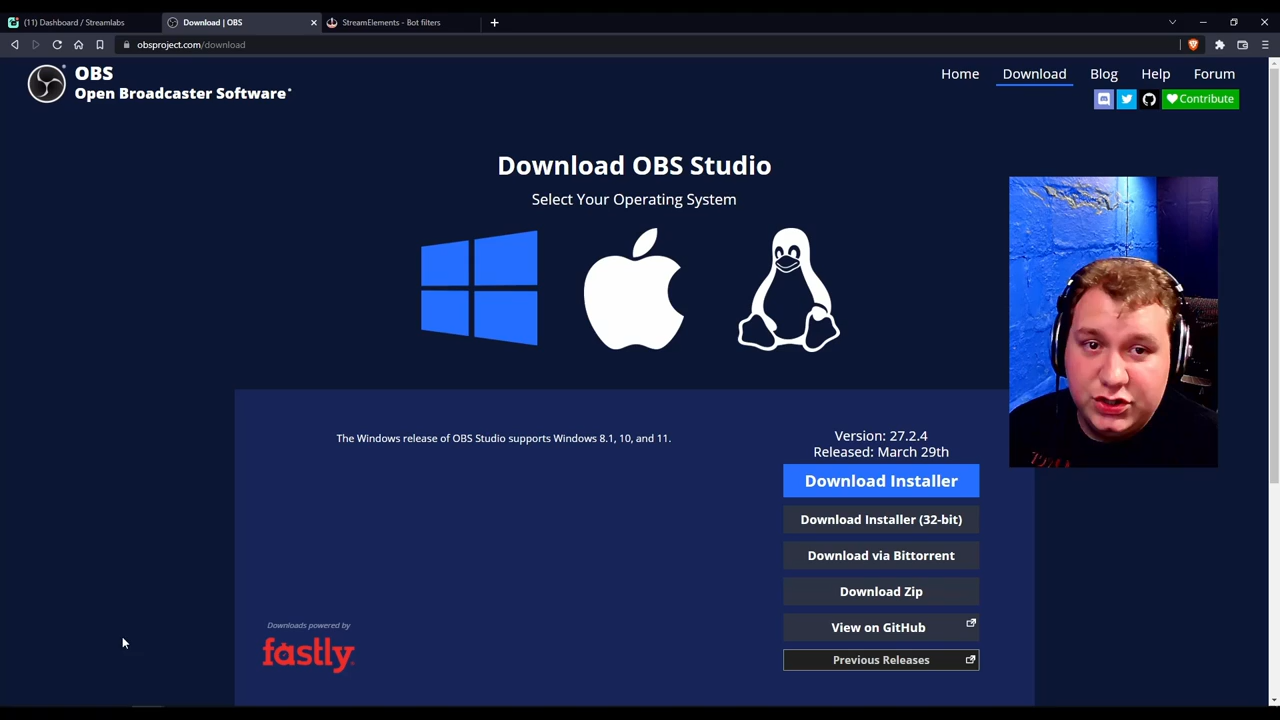 (11) Dashboard / Streamlabs
Download | OBS
StreamElements - Bot filters
obsproject.com/download
OBS
Open Broadcaster Software
Home
Download
Blog
Help
Forum
Contribute
Download OBS Studio
Select Your Operating System
The Windows release of OBS Studio supports Windows 8.1, 10, and 11.
Version: 27.2.4
Released: March 29th
Download Installer
Download Installer (32-bit)
Download via Bittorrent
Download Zip
View on GitHub
Previous Releases
Downloads powered by
fastly